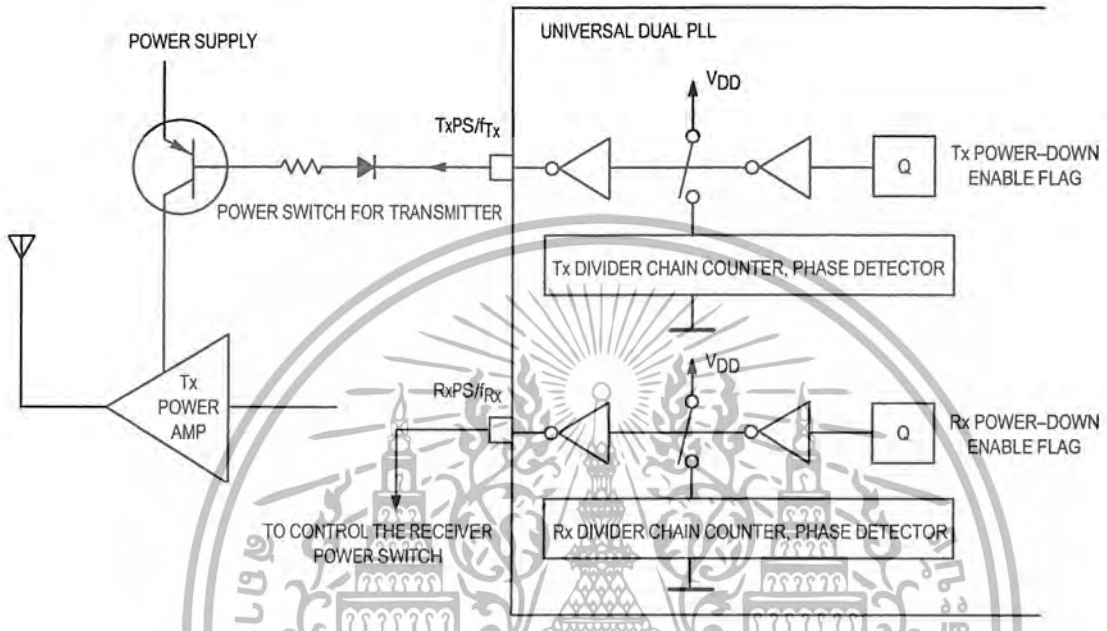 UNIVERSAL DUAL PLL
POWER SUPPLY
VDD
TxPS/fTx
Q
Tx POWER–DOWN
ENABLE FLAG
POWER SWITCH FOR TRANSMITTER
Tx DIVIDER CHAIN COUNTER, PHASE DETECTOR
Tx
POWER
AMP
VDD
RxPS/fRx
Q
Rx POWER–DOWN
ENABLE FLAG
TO CONTROL THE RECEIVER
POWER SWITCH
Rx DIVIDER CHAIN COUNTER, PHASE DETECTOR